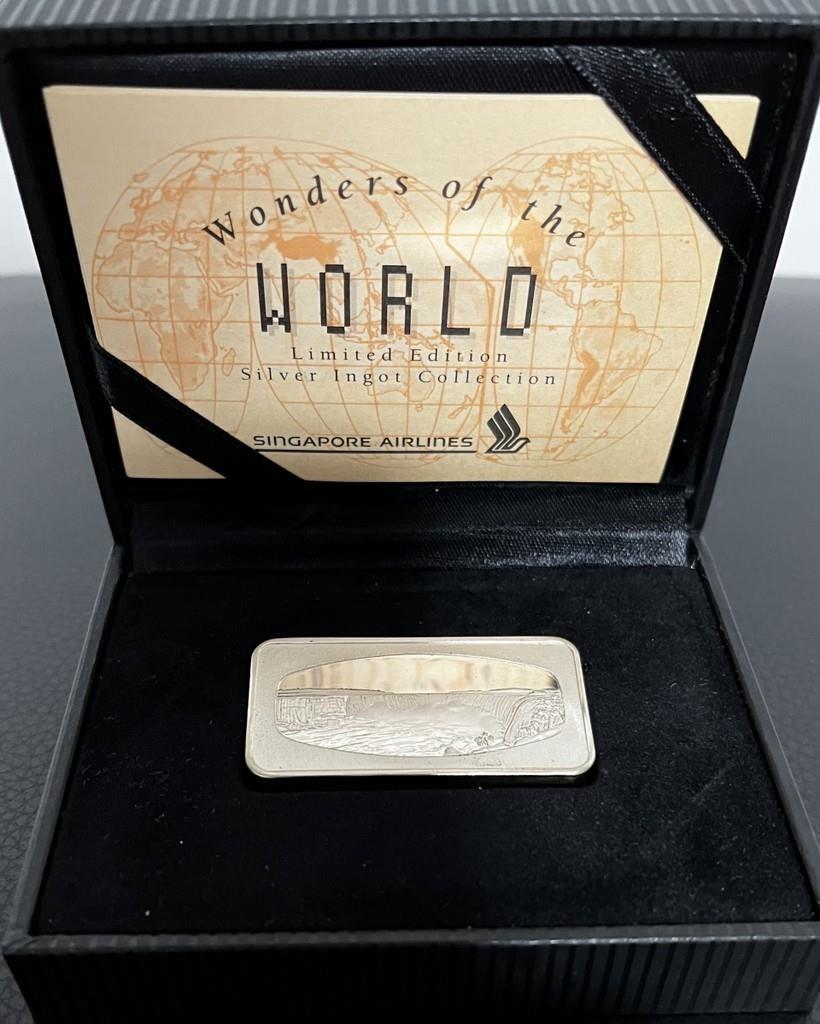 Wonders of the
WORLD
Limited Edition
Silver Ingot Collection
SINGAPORE AIRLINES